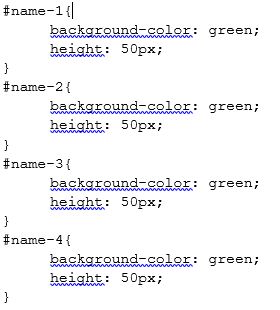 #name-1{
background-color: green;
height: 50px;
}
#name-2{
background-color: green;
height: 50px;
}
#name-3{
background-color: green;
height: 50px;
}
#name-4{
background-color: green;
height: 50px;
}